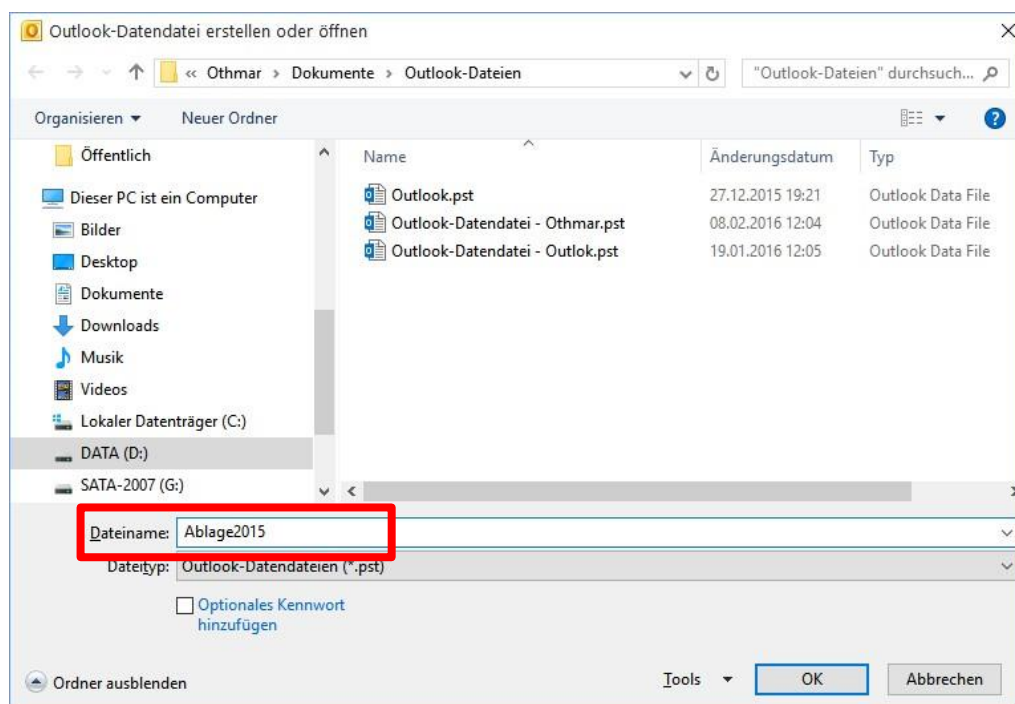 Outlook-Datendatei erstellen oder öffnen
« Othmar › Dokumente › Outlook-Dateien
"Outlook-Dateien" durchsuch...
Organisieren Neuer Ordner
Öffentlich
Dieser PC ist ein Computer
Bilder
Desktop
Dokumente
Downloads
Musik
Videos
Lokaler Datenträger (C:)
DATA (D:)
SATA-2007 (G:)
Name Änderungsdatum Typ
Outlook.pst 27.12.2015 19:21 Outlook Data File
Outlook-Datendatei - Othmar.pst 08.02.2016 12:04 Outlook Data File
Outlook-Datendatei - Outlok.pst 19.01.2016 12:05 Outlook Data File
Dateiname: Ablage2015
Dateityp: Outlook-Datendateien (*.pst)
Optionales Kennwort
hinzufügen
Ordner ausblenden
Tools OK Abbrechen